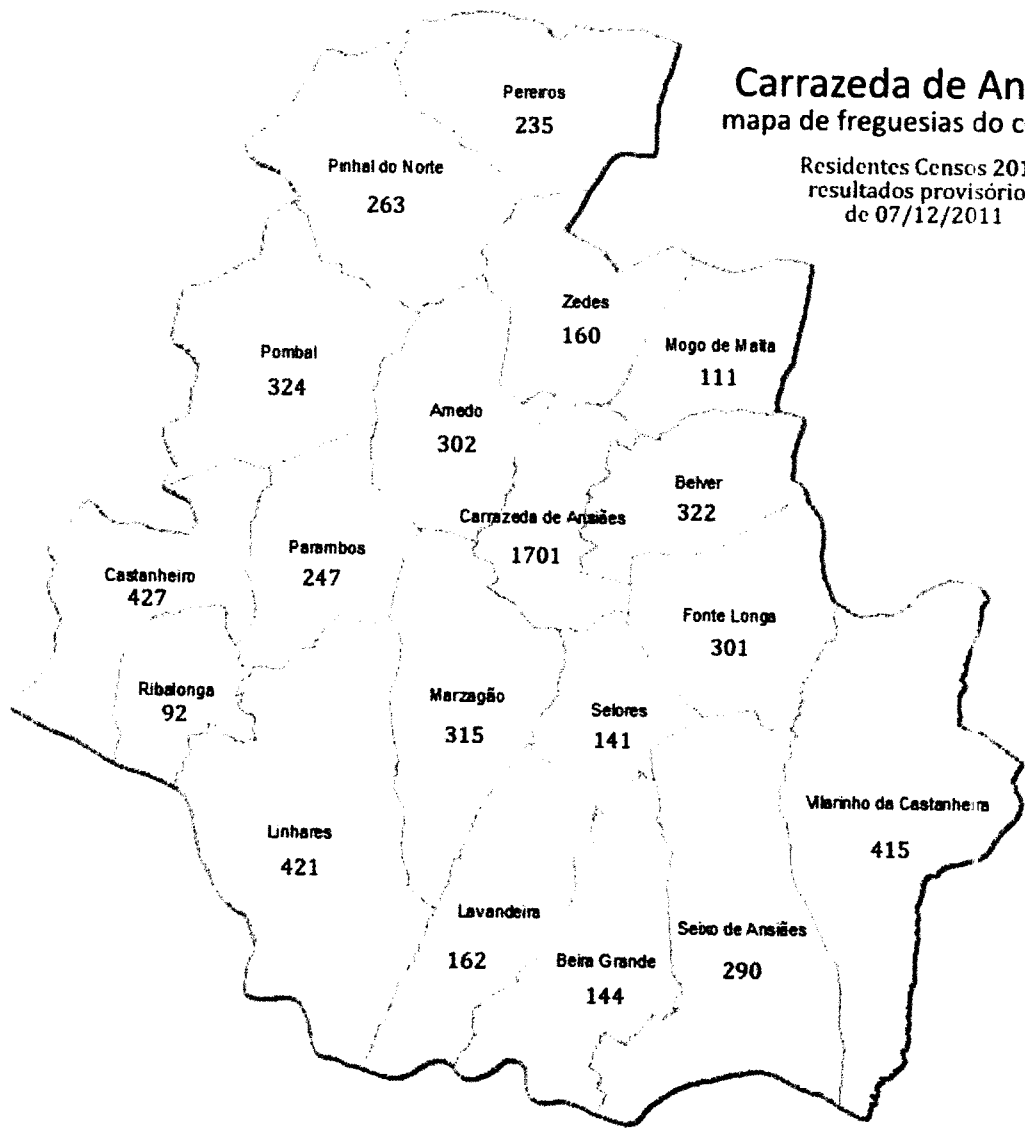 Carrazeda de An
mapa de freguesias do c
Residentes Censos 201
resultados provisório
de 07/12/2011
Pereiros
235
Pinhal do Norte
263
Zedes
160
Mogo de Malta
111
Pombal
324
Amedo
302
Belver
322
Carrazeda de Ansiães
1701
Parambos
247
Castanheiro
427
Fonte Longa
301
Ribalonga
92
Marzagão
315
Selores
141
Vilarinho da Castanheira
415
Linhares
421
Lavandeira
162
Seixo de Ansiães
290
Beira Grande
144